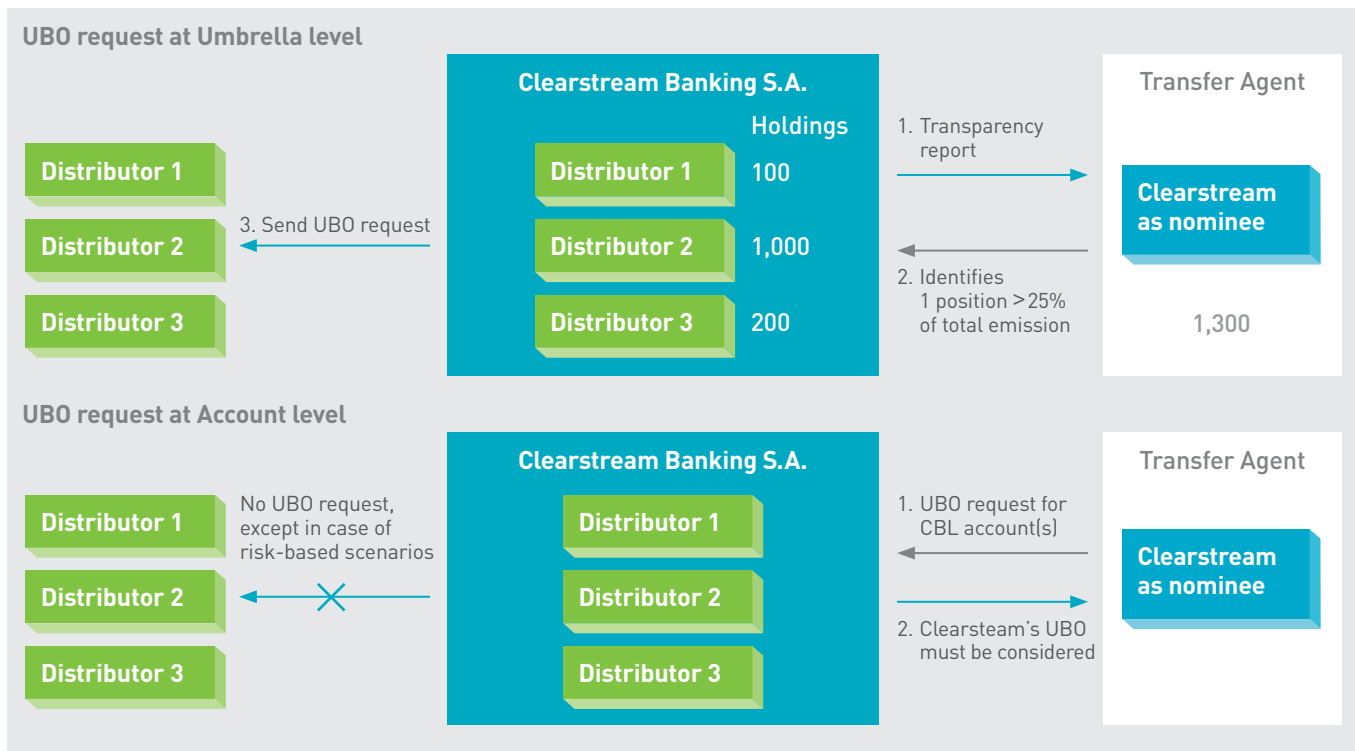 UBO request at Umbrella level
Clearstream Banking S.A.
Transfer Agent
Holdings
Distributor 1
Distributor 2
Distributor 3
3. Send UBO request
Distributor 1
100
Distributor 2
1,000
Distributor 3
200
1. Transparency
report
2. Identifies
1 position >25%
of total emission
Clearstream
as nominee
1,300
UBO request at Account level
Clearstream Banking S.A.
Transfer Agent
Distributor 1
Distributor 2
Distributor 3
No UBO request,
except in case of
risk-based scenarios
Distributor 1
Distributor 2
Distributor 3
1. UBO request for
CBL account(s)
2. Clearsteam's UBO
must be considered
Clearstream
as nominee